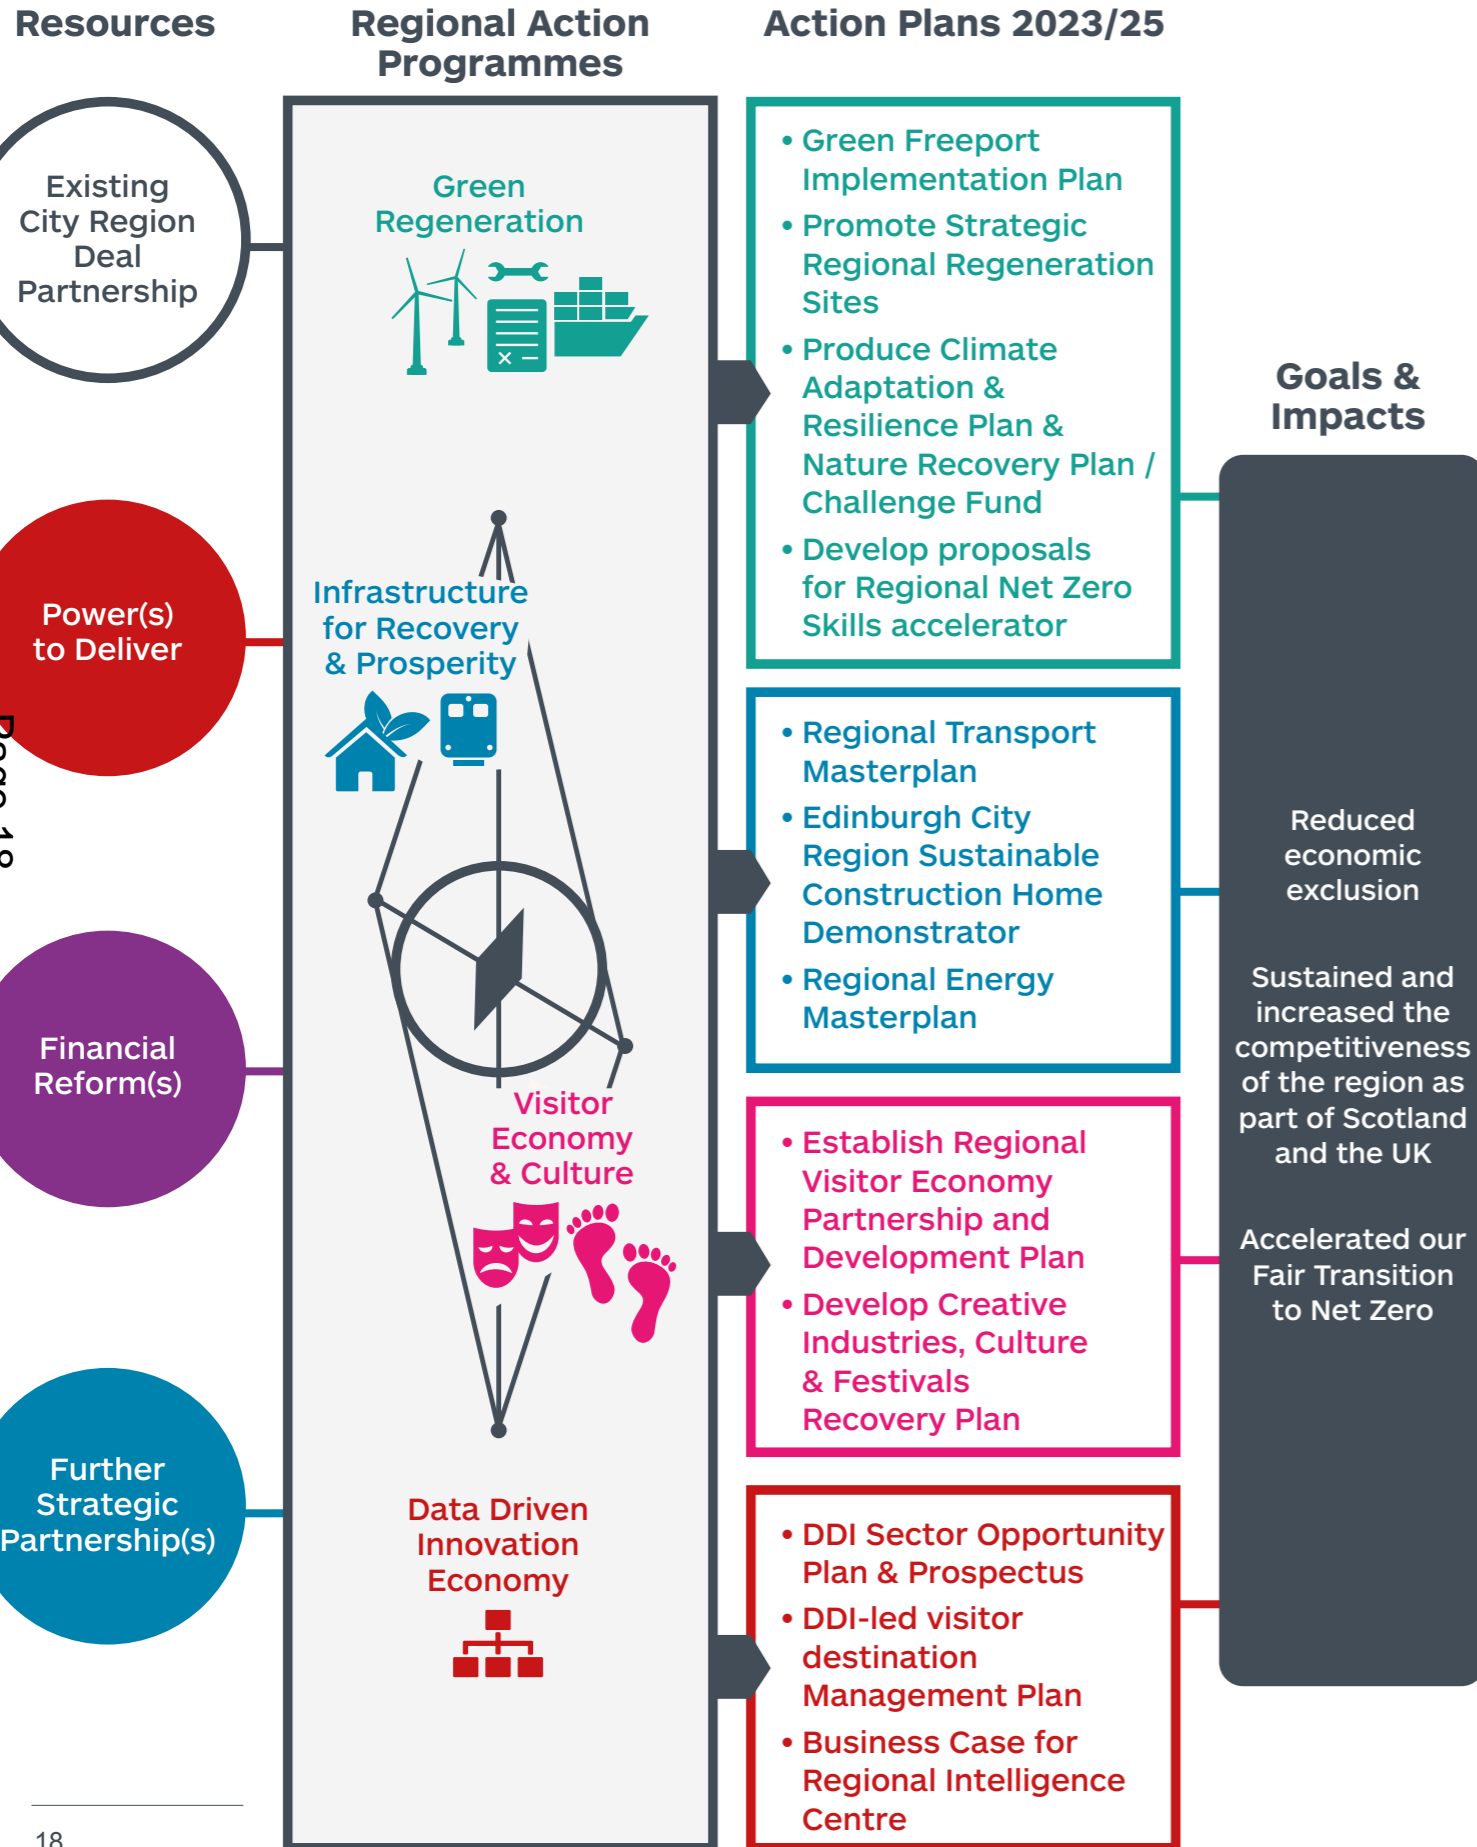 Resources
Existing
City Region
Deal
Partnership
Power(s)
to Deliver
Financial
Reform(s)
Further
Strategic
Partnership(s)
Regional Action
Programmes
Green
Regeneration
Infrastructure
for Recovery
& Prosperity
Visitor
Economy
& Culture
Data Driven
Innovation
Economy
Action Plans 2023/25
• Green Freeport
Implementation Plan
• Promote Strategic
Regional Regeneration
Sites
• Produce Climate
Adaptation &
Resilience Plan &
Nature Recovery Plan /
Challenge Fund
• Develop proposals
for Regional Net Zero
Skills accelerator
• Regional Transport
Masterplan
• Edinburgh City
Region Sustainable
Construction Home
Demonstrator
• Regional Energy
Masterplan
• Establish Regional
Visitor Economy
Partnership and
Development Plan
• Develop Creative
Industries, Culture
& Festivals
Recovery Plan
• DDI Sector Opportunity
Plan & Prospectus
• DDI-led visitor
destination
Management Plan
• Business Case for
Regional Intelligence
Centre
Goals &
Impacts
Reduced
economic
exclusion
Sustained and
increased the
competitiveness
of the region as
part of Scotland
and the UK
Accelerated our
Fair Transition
to Net Zero
Page 18
18